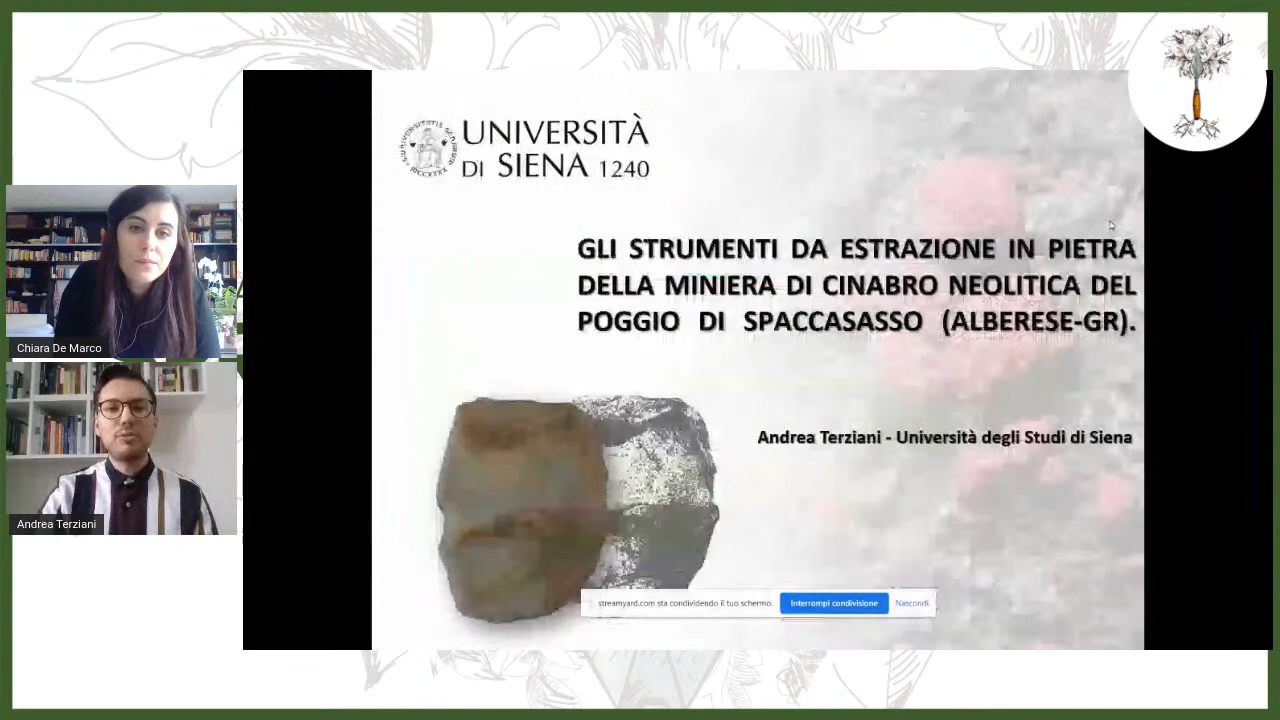 UNIVERSITÀ
DI SIENA 1240
GLI STRUMENTI DA ESTRAZIONE IN PIETRA
DELLA MINIERA DI CINABRO NEOLITICA DEL
POGGIO DI SPACCASASSO (ALBERESE-GR).
Andrea Terziani - Università degli Studi di Siena
Chiara De Marco
Andrea Terziani
streamyard.com sta condividendo il tuo schermo.
Interrompi condivisione
Nascondi